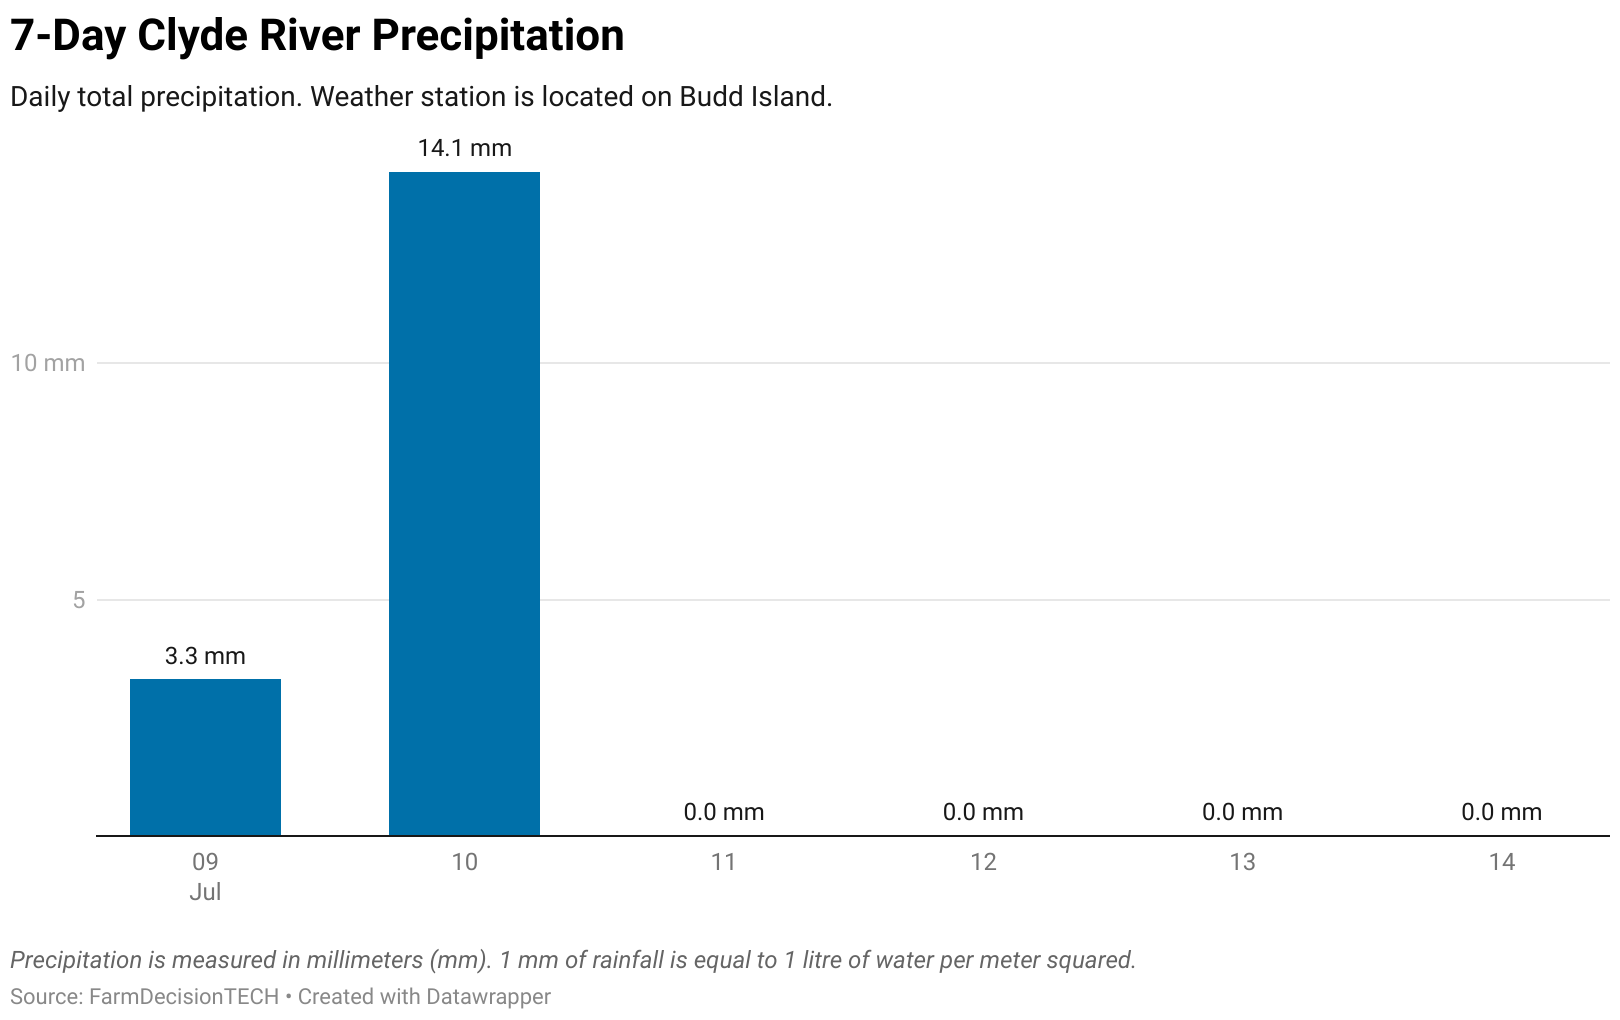 7-Day Clyde River Precipitation
Daily total precipitation. Weather station is located on Budd Island.
14.1 mm
10 mm
5
3.3 mm
0.0 mm 0.0 mm 0.0 mm 0.0 mm
09 10 11 12 13 14
Jul
Precipitation is measured in millimeters (mm). 1 mm of rainfall is equal to 1 litre of water per meter squared.
Source: FarmDecisionTECH • Created with Datawrapper